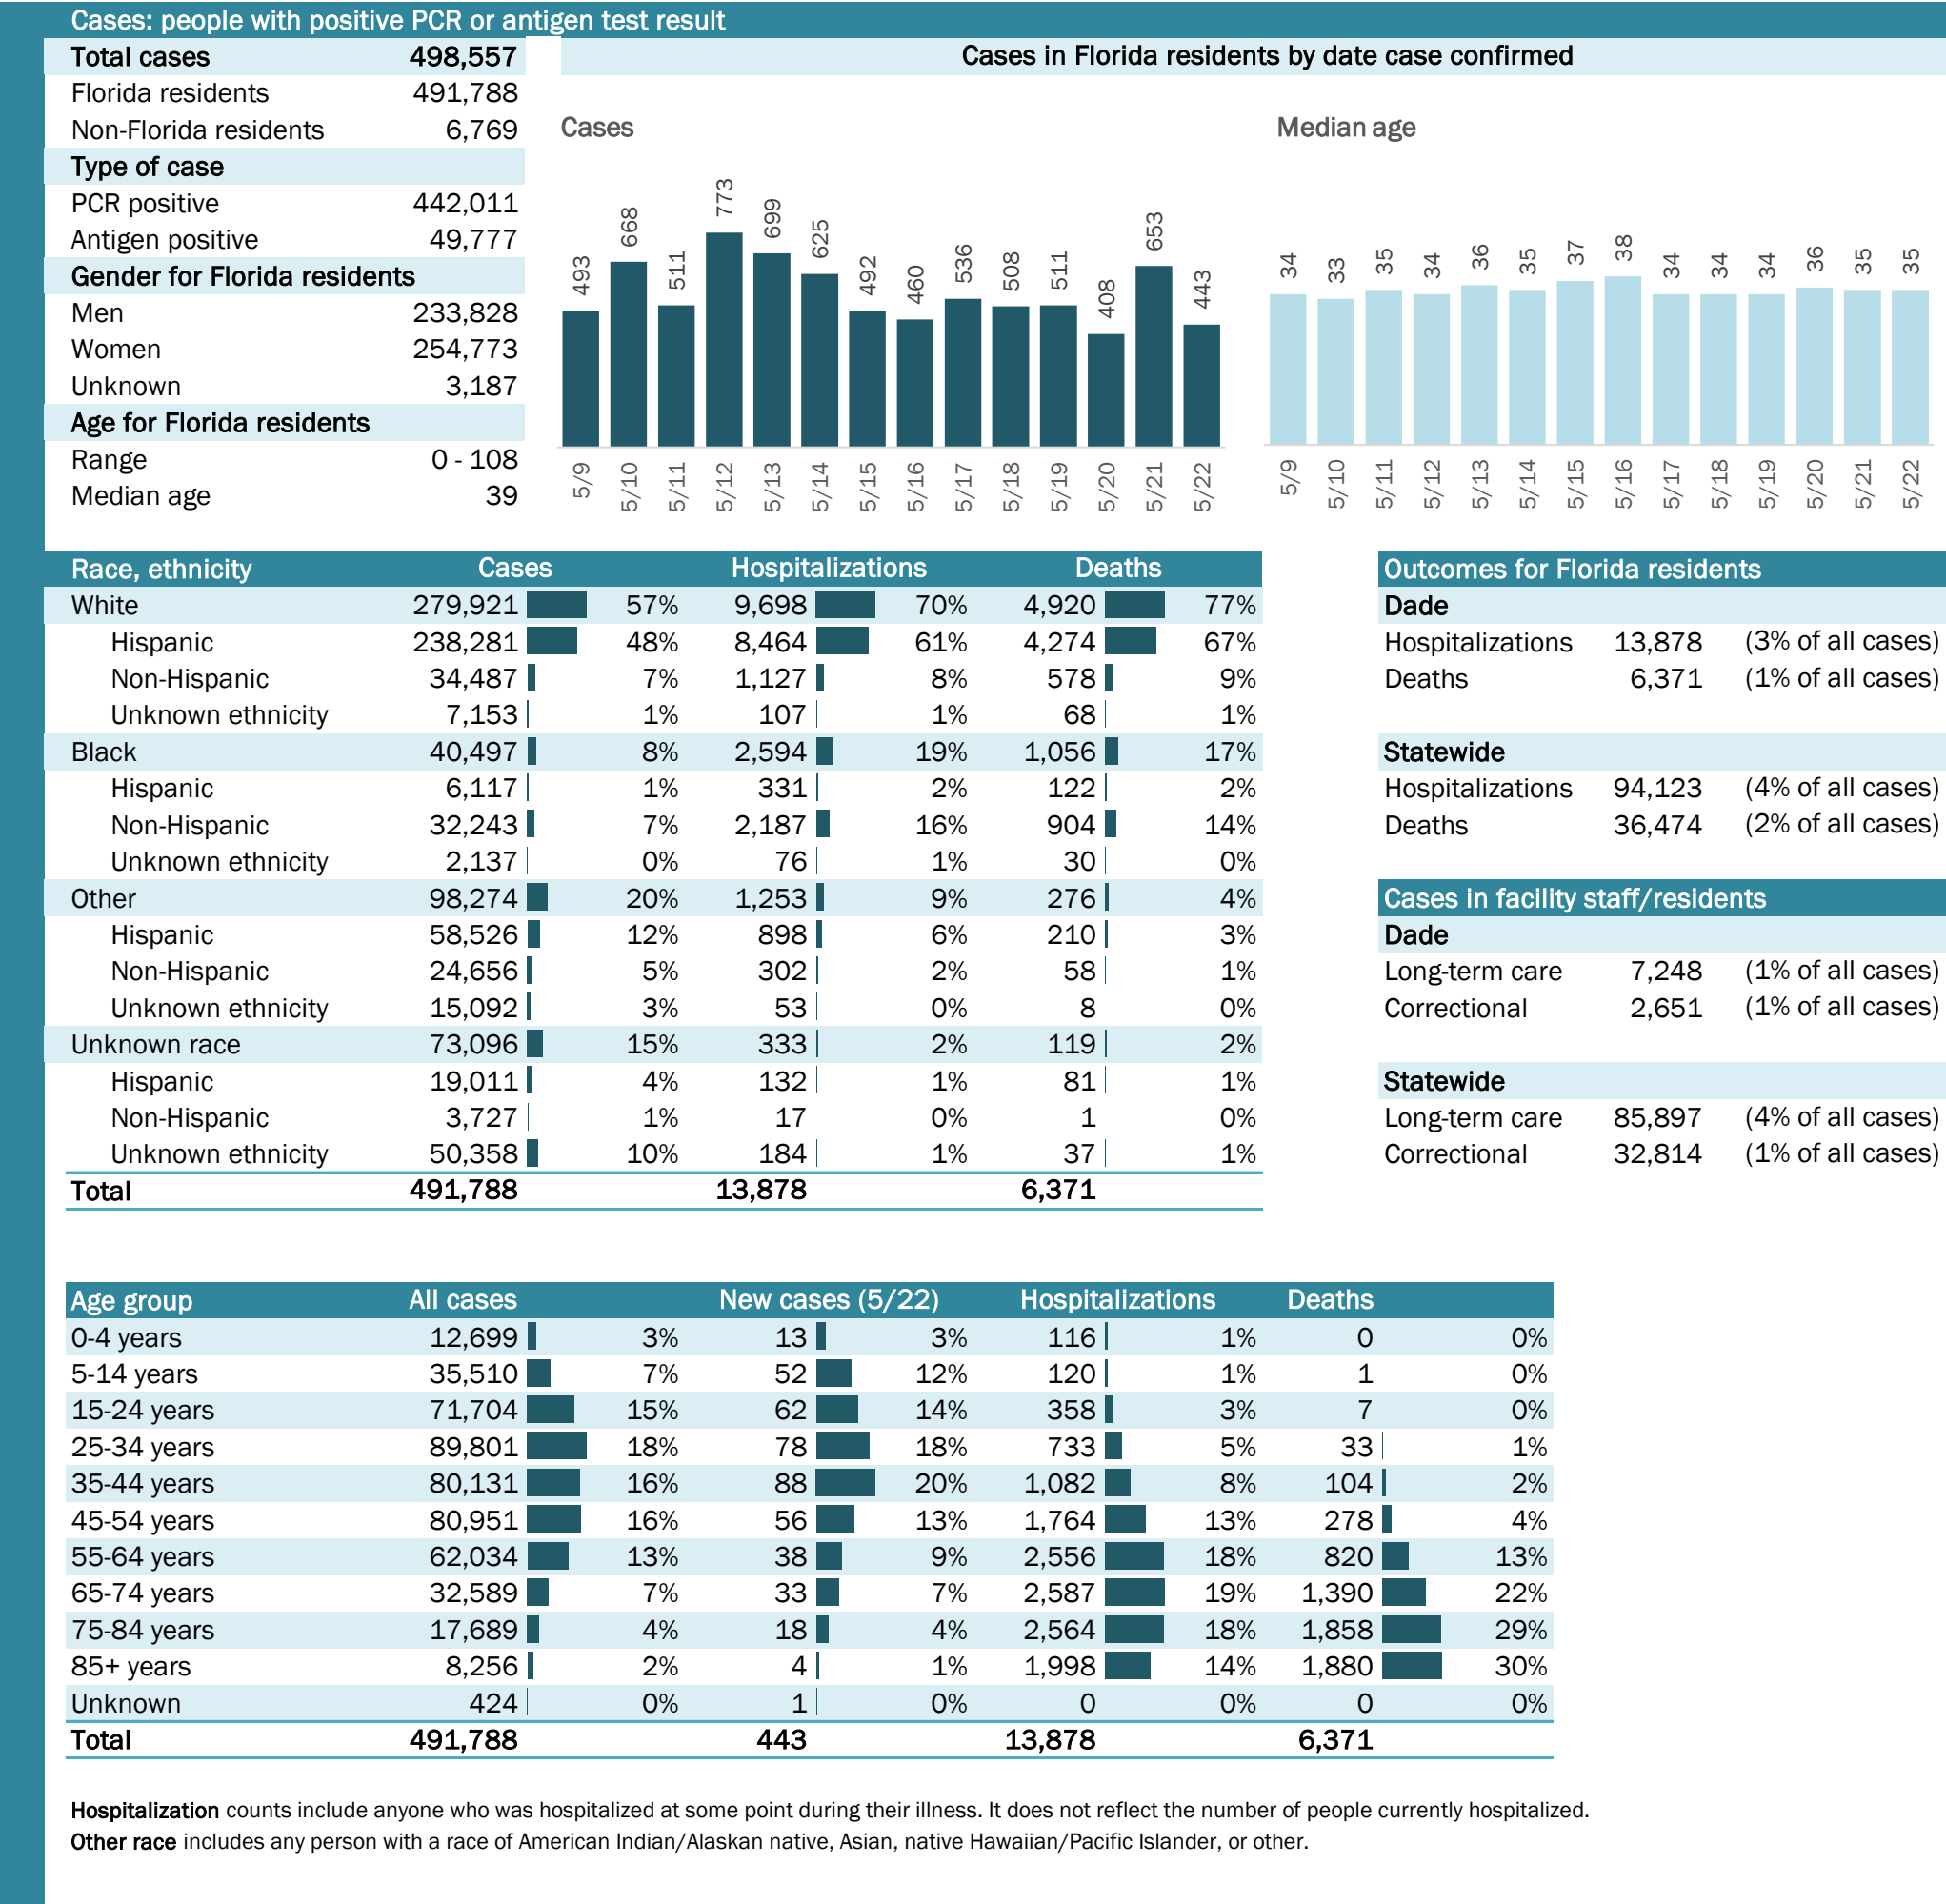 Cases: people with positive PCR or antigen test result
Total cases 498,557
Florida residents 491,788
Non-Florida residents 6,769
Type of case
PCR positive 442,011
Antigen positive 49,777
Gender for Florida residents
Men 233,828
Women 254,773
Unknown 3,187
Age for Florida residents
Range 0 - 108
Median age 39
Cases in Florida residents by date case confirmed
Cases
493 668 511 773 699 625 492 460 536 508 511 408 653 443
5/9 5/10 5/11 5/12 5/13 5/14 5/15 5/16 5/17 5/18 5/19 5/20 5/21 5/22
Median age
34 33 35 34 36 35 37 38 34 34 34 36 35 35
5/9 5/10 5/11 5/12 5/13 5/14 5/15 5/16 5/17 5/18 5/19 5/20 5/21 5/22
Race, ethnicity Cases Hospitalizations Deaths
White 279,921 57% 9,698 70% 4,920 77%
Hispanic 238,281 48% 8,464 61% 4,274 67%
Non-Hispanic 34,487 7% 1,127 8% 578 9%
Unknown ethnicity 7,153 1% 107 1% 68 1%
Black 40,497 8% 2,594 19% 1,056 17%
Hispanic 6,117 1% 331 2% 122 2%
Non-Hispanic 32,243 7% 2,187 16% 904 14%
Unknown ethnicity 2,137 0% 76 1% 30 0%
Other 98,274 20% 1,253 9% 276 4%
Hispanic 58,526 12% 898 6% 210 3%
Non-Hispanic 24,656 5% 302 2% 58 1%
Unknown ethnicity 15,092 3% 53 0% 8 0%
Unknown race 73,096 15% 333 2% 119 2%
Hispanic 19,011 4% 132 1% 81 1%
Non-Hispanic 3,727 1% 17 0% 1 0%
Unknown ethnicity 50,358 10% 184 1% 37 1%
Total 491,788 13,878 6,371
Outcomes for Florida residents
Dade
Hospitalizations 13,878 (3% of all cases)
Deaths 6,371 (1% of all cases)
Statewide
Hospitalizations 94,123 (4% of all cases)
Deaths 36,474 (2% of all cases)
Cases in facility staff/residents
Dade
Long-term care 7,248 (1% of all cases)
Correctional 2,651 (1% of all cases)
Statewide
Long-term care 85,897 (4% of all cases)
Correctional 32,814 (1% of all cases)
Age group All cases New cases (5/22) Hospitalizations Deaths
0-4 years 12,699 3% 13 3% 116 1% 0 0%
5-14 years 35,510 7% 52 12% 120 1% 1 0%
15-24 years 71,704 15% 62 14% 358 3% 7 0%
25-34 years 89,801 18% 78 18% 733 5% 33 1%
35-44 years 80,131 16% 88 20% 1,082 8% 104 2%
45-54 years 80,951 16% 56 13% 1,764 13% 278 4%
55-64 years 62,034 13% 38 9% 2,556 18% 820 13%
65-74 years 32,589 7% 33 7% 2,587 19% 1,390 22%
75-84 years 17,689 4% 18 4% 2,564 18% 1,858 29%
85+ years 8,256 2% 4 1% 1,998 14% 1,880 30%
Unknown 424 0% 1 0% 0 0% 0 0%
Total 491,788 443 13,878 6,371
Hospitalization counts include anyone who was hospitalized at some point during their illness. It does not reflect the number of people currently hospitalized.
Other race includes any person with a race of American Indian/Alaskan native, Asian, native Hawaiian/Pacific Islander, or other.